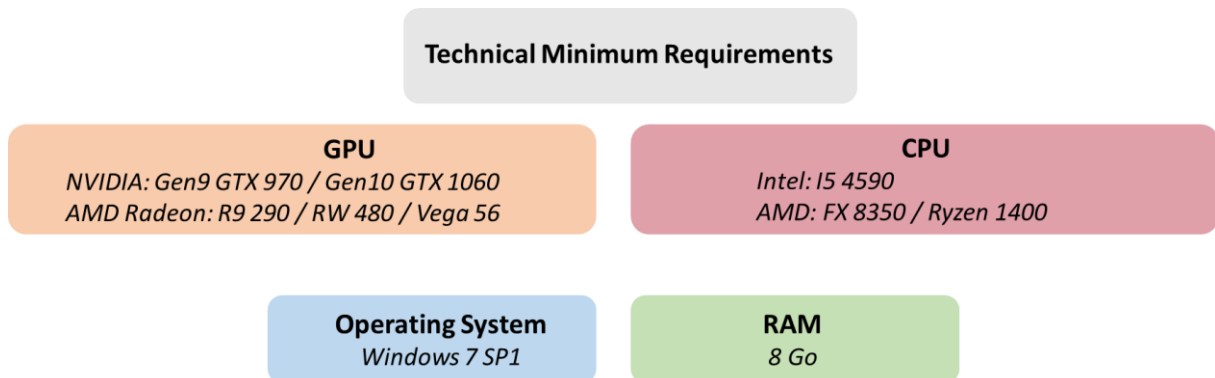 Technical Minimum Requirements
GPU
NVIDIA: Gen9 GTX 970 / Gen10 GTX 1060
AMD Radeon: R9 290 / RW 480 / Vega 56
CPU
Intel: I5 4590
AMD: FX 8350 / Ryzen 1400
Operating System
Windows 7 SP1
RAM
8 Go